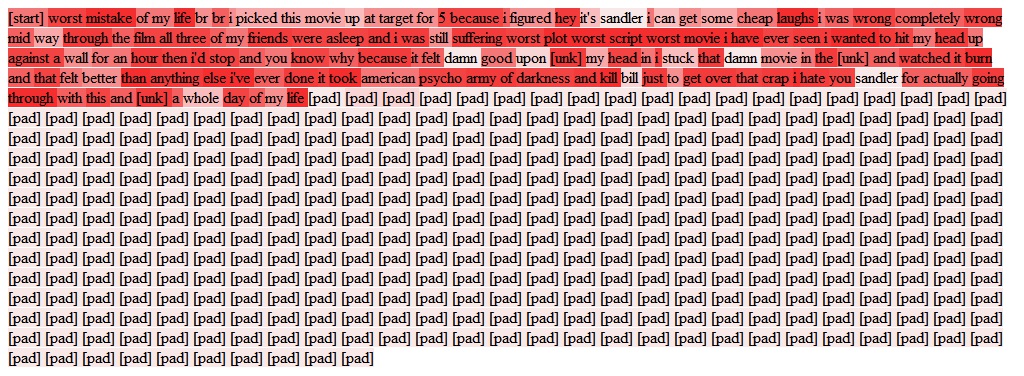 [start] worst mistake of my life br br i picked this movie up at target for 5 because i figured hey it's sandler i can get some cheap laughs i was wrong completely wrong
mid way through the film all three of my friends were asleep and i was still suffering worst plot worst script worst movie i have ever seen i wanted to hit my head up
against a wall for an hour then i'd stop and you know why because it felt damn good upon [unk] my head in i stuck that damn movie in the [unk] and watched it burn
and that felt better than anything else i've ever done it took american psycho army of darkness and kill bill just to get over that crap i hate you sandler for actually going
through with this and [unk] a whole day of my life [pad] [pad] [pad] [pad] [pad] [pad] [pad] [pad] [pad] [pad] [pad] [pad] [pad] [pad] [pad] [pad] [pad] [pad] [pad]
[pad] [pad] [pad] [pad] [pad] [pad] [pad] [pad] [pad] [pad] [pad] [pad] [pad] [pad] [pad] [pad] [pad] [pad] [pad] [pad] [pad] [pad] [pad] [pad] [pad] [pad] [pad]
[pad] [pad] [pad] [pad] [pad] [pad] [pad] [pad] [pad] [pad] [pad] [pad] [pad] [pad] [pad] [pad] [pad] [pad] [pad] [pad] [pad] [pad] [pad] [pad] [pad] [pad] [pad]
[pad] [pad] [pad] [pad] [pad] [pad] [pad] [pad] [pad] [pad] [pad] [pad] [pad] [pad] [pad] [pad] [pad] [pad] [pad] [pad] [pad] [pad] [pad] [pad] [pad] [pad] [pad]
[pad] [pad] [pad] [pad] [pad] [pad] [pad] [pad] [pad] [pad] [pad] [pad] [pad] [pad] [pad] [pad] [pad] [pad] [pad] [pad] [pad] [pad] [pad] [pad] [pad] [pad] [pad]
[pad] [pad] [pad] [pad] [pad] [pad] [pad] [pad] [pad] [pad] [pad] [pad] [pad] [pad] [pad] [pad] [pad] [pad] [pad] [pad] [pad] [pad] [pad] [pad] [pad] [pad] [pad]
[pad] [pad] [pad] [pad] [pad] [pad] [pad] [pad] [pad] [pad] [pad] [pad] [pad] [pad] [pad] [pad] [pad] [pad] [pad] [pad] [pad] [pad] [pad] [pad] [pad] [pad] [pad]
[pad] [pad] [pad] [pad] [pad] [pad] [pad] [pad] [pad] [pad] [pad] [pad] [pad] [pad] [pad] [pad] [pad] [pad] [pad] [pad] [pad] [pad] [pad] [pad] [pad] [pad] [pad]
[pad] [pad] [pad] [pad] [pad] [pad] [pad] [pad] [pad] [pad] [pad] [pad] [pad] [pad] [pad] [pad] [pad] [pad] [pad] [pad] [pad] [pad] [pad] [pad] [pad] [pad] [pad]
[pad] [pad] [pad] [pad] [pad] [pad] [pad] [pad] [pad] [pad] [pad] [pad] [pad] [pad] [pad] [pad] [pad] [pad] [pad] [pad] [pad] [pad] [pad] [pad] [pad] [pad] [pad]
[pad] [pad] [pad] [pad] [pad] [pad] [pad] [pad] [pad] [pad] [pad] [pad] [pad] [pad] [pad] [pad] [pad] [pad] [pad] [pad] [pad] [pad] [pad] [pad] [pad] [pad] [pad]
[pad] [pad] [pad] [pad] [pad] [pad] [pad] [pad] [pad] [pad] [pad] [pad] [pad] [pad] [pad] [pad] [pad] [pad] [pad] [pad] [pad] [pad] [pad] [pad] [pad] [pad] [pad]
[pad] [pad] [pad] [pad] [pad] [pad] [pad] [pad] [pad] [pad] [pad] [pad] [pad] [pad] [pad] [pad] [pad] [pad] [pad] [pad] [pad] [pad] [pad] [pad] [pad] [pad] [pad]
[pad] [pad] [pad] [pad] [pad] [pad] [pad] [pad] [pad] [pad]